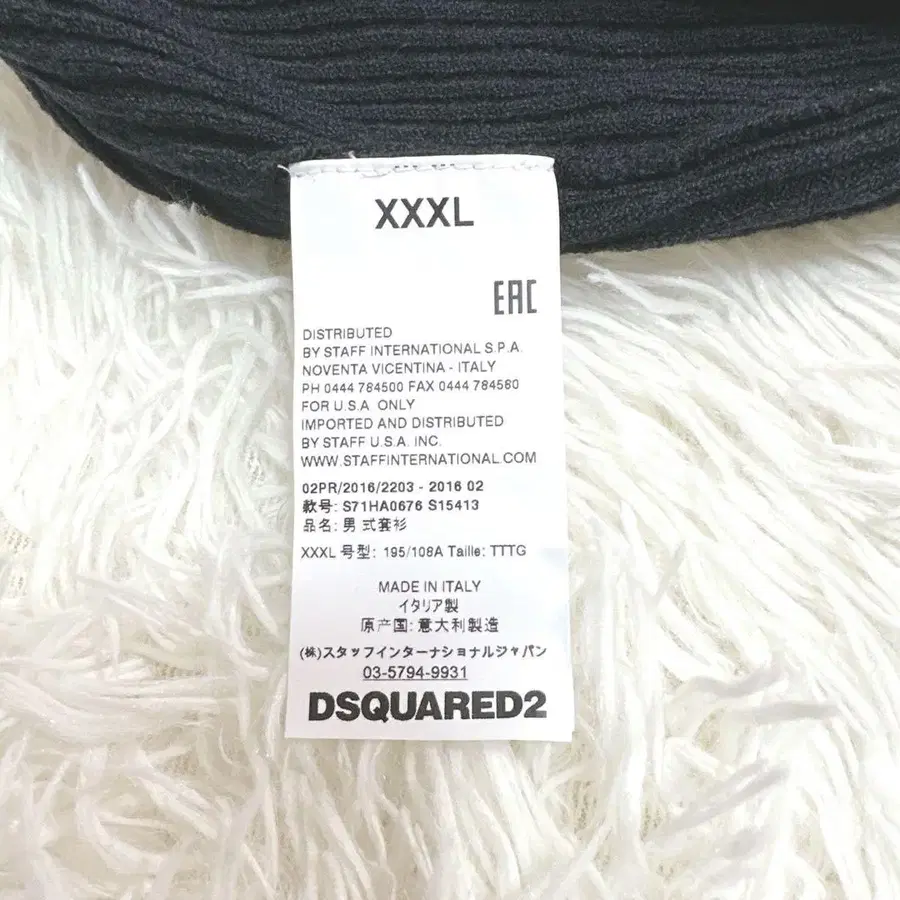 XXXL
EAC
DISTRIBUTED
BY STAFF INTERNATIONAL S.P.A.
NOVENTA VICENTINA - ITALY
PH 0444 784500 FAX 0444 784580
FOR U.S.A ONLY
IMPORTED AND DISTRIBUTED
BY STAFF U.S.A. INC.
WWW.STAFFINTERNATIONAL.COM
02PR/2016/2203 - 2016 02
款号: S71HA0676 S15413
品名: 男 式套衫
XXXL 号型: 195/108A Taille: TTTG
MADE IN ITALY
イタリア製
原产国: 意大利製造
(株)スタッフインターナショナルジャパン
03-5794-9931
DSQUARED2